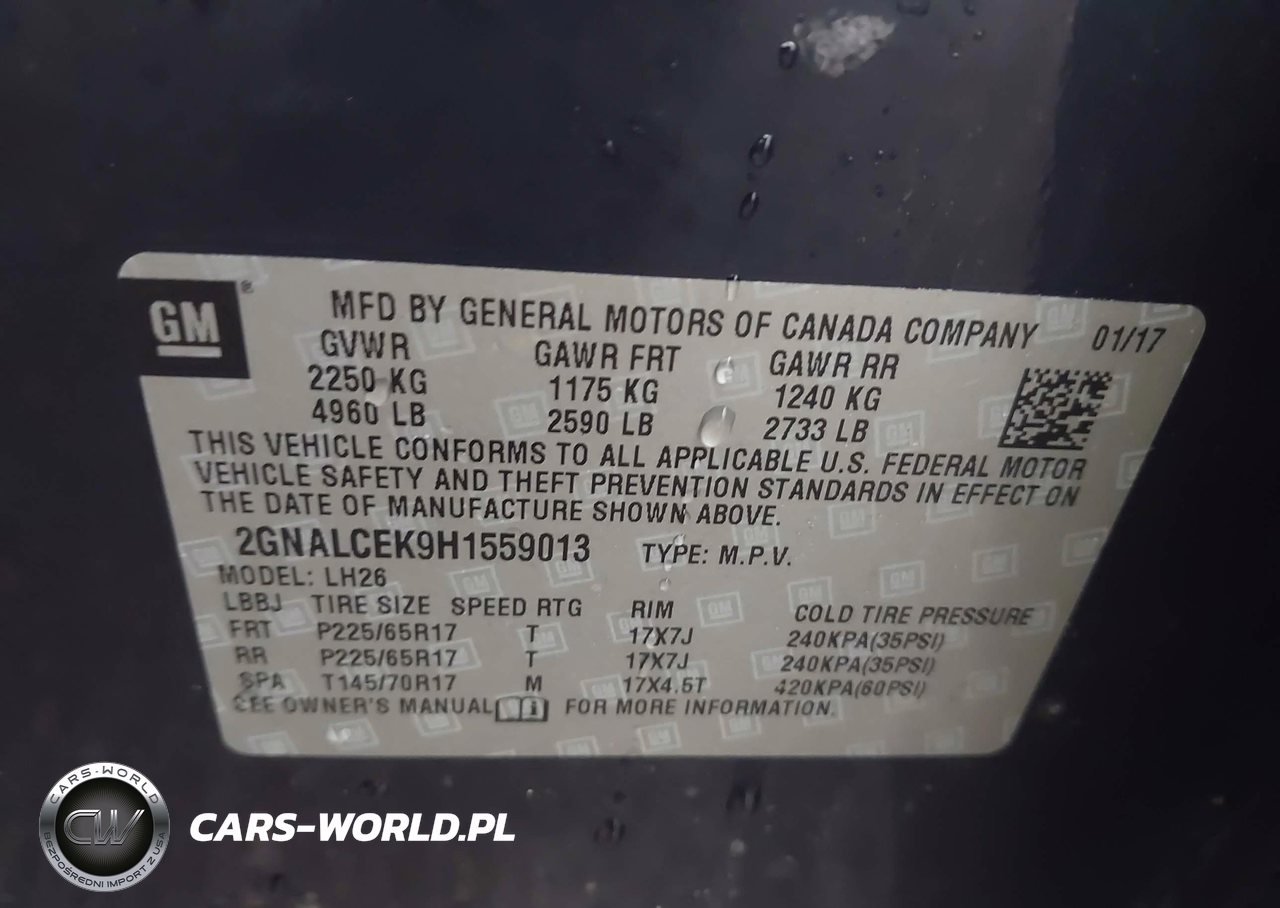 GM ®
MFD BY GENERAL MOTORS OF CANADA COMPANY 01/17
GVWR GAWR FRT GAWR RR
2250 KG 1175 KG 1240 KG
4960 LB 2590 LB 2733 LB
THIS VEHICLE CONFORMS TO ALL APPLICABLE U.S. FEDERAL MOTOR
VEHICLE SAFETY AND THEFT PREVENTION STANDARDS IN EFFECT ON
THE DATE OF MANUFACTURE SHOWN ABOVE.
2GNALCEK9H1559013 TYPE: M.P.V.
MODEL: LH26
LBBJ TIRE SIZE SPEED RTG RIM COLD TIRE PRESSURE
FRT P225/65R17 T 17X7J 240KPA(35PSI)
RR P225/65R17 T 17X7J 240KPA(35PSI)
SPA T145/70R17 M 17X4.5T 420KPA(60PSI)
SEE OWNER'S MANUAL i FOR MORE INFORMATION.
CARS-WORLD
CW
BEZPOŚREDNI IMPORT Z USA
CARS-WORLD.PL